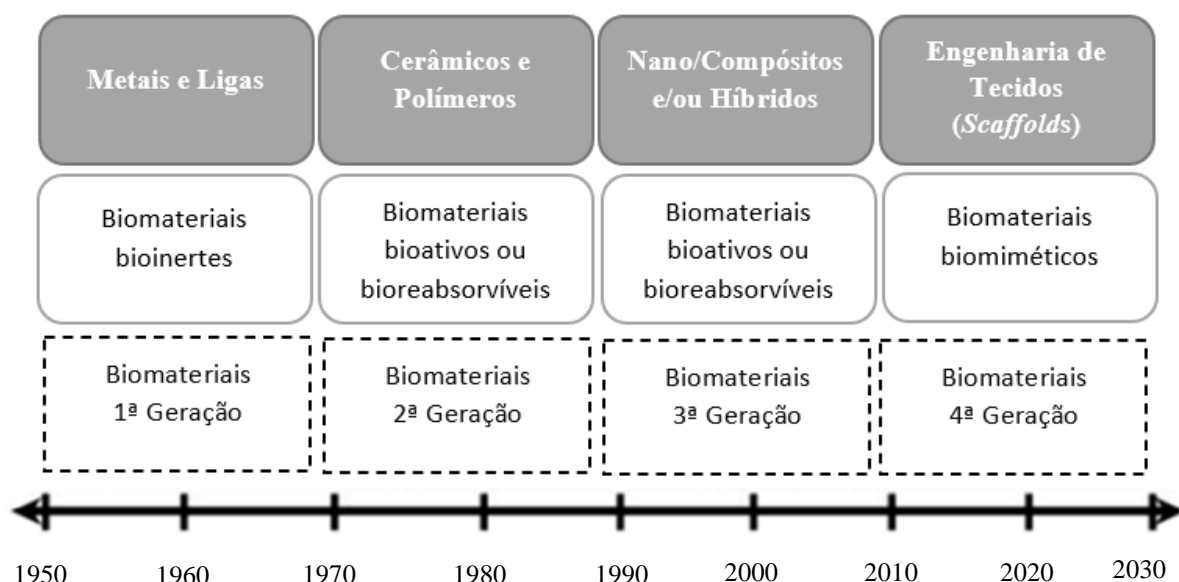 Metais e Ligas
Cerâmicos e
Polímeros
Nano/Compósitos
e/ou Híbridos
Engenharia de
Tecidos
(Scaffolds)
Biomateriais
bioinertes
Biomateriais
bioativos ou
bioreabsorvíveis
Biomateriais
bioativos ou
bioreabsorvíveis
Biomateriais
biomiméticos
Biomateriais
1ª Geração
Biomateriais
2ª Geração
Biomateriais
3ª Geração
Biomateriais
4ª Geração
1950 1960 1970 1980 1990 2000 2010 2020 2030